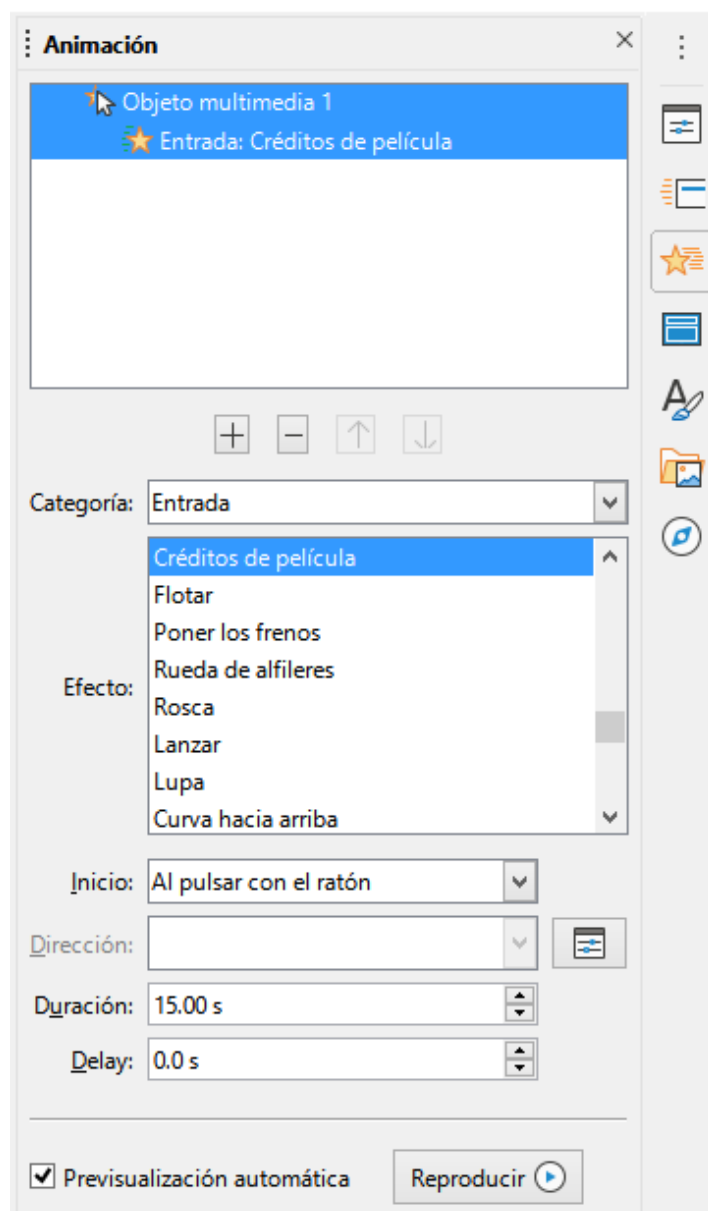 Animación
Objeto multimedia 1
Entrada: Créditos de película
Categoría: Entrada
Créditos de película
Flotar
Poner los frenos
Rueda de alfileres
Efecto:
Rosca
Lanzar
Lupa
Curva hacia arriba
Inicio: Al pulsar con el ratón
Dirección:
Duración: 15.00 s
Delay: 0.0 s
Previsualización automática Reproducir